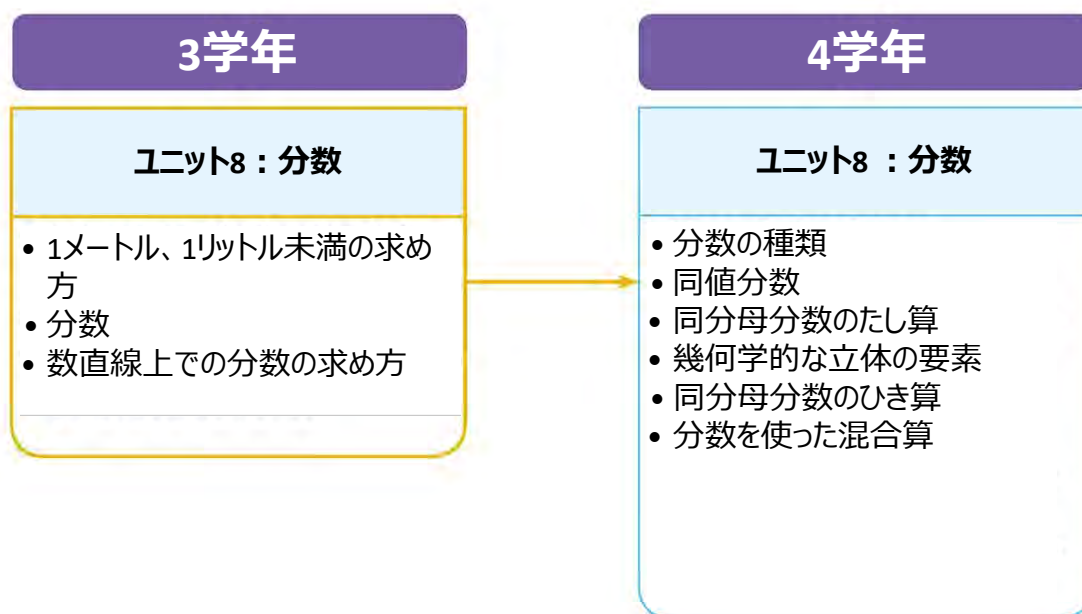 3学年
ユニット8：分数
• 1メートル、1リットル未満の求め
方
• 分数
• 数直線上での分数の求め方
4学年
ユニット8 ：分数
• 分数の種類
• 同値分数
• 同分母分数のたし算
• 幾何学的な立体の要素
• 同分母分数のひき算
• 分数を使った混合算